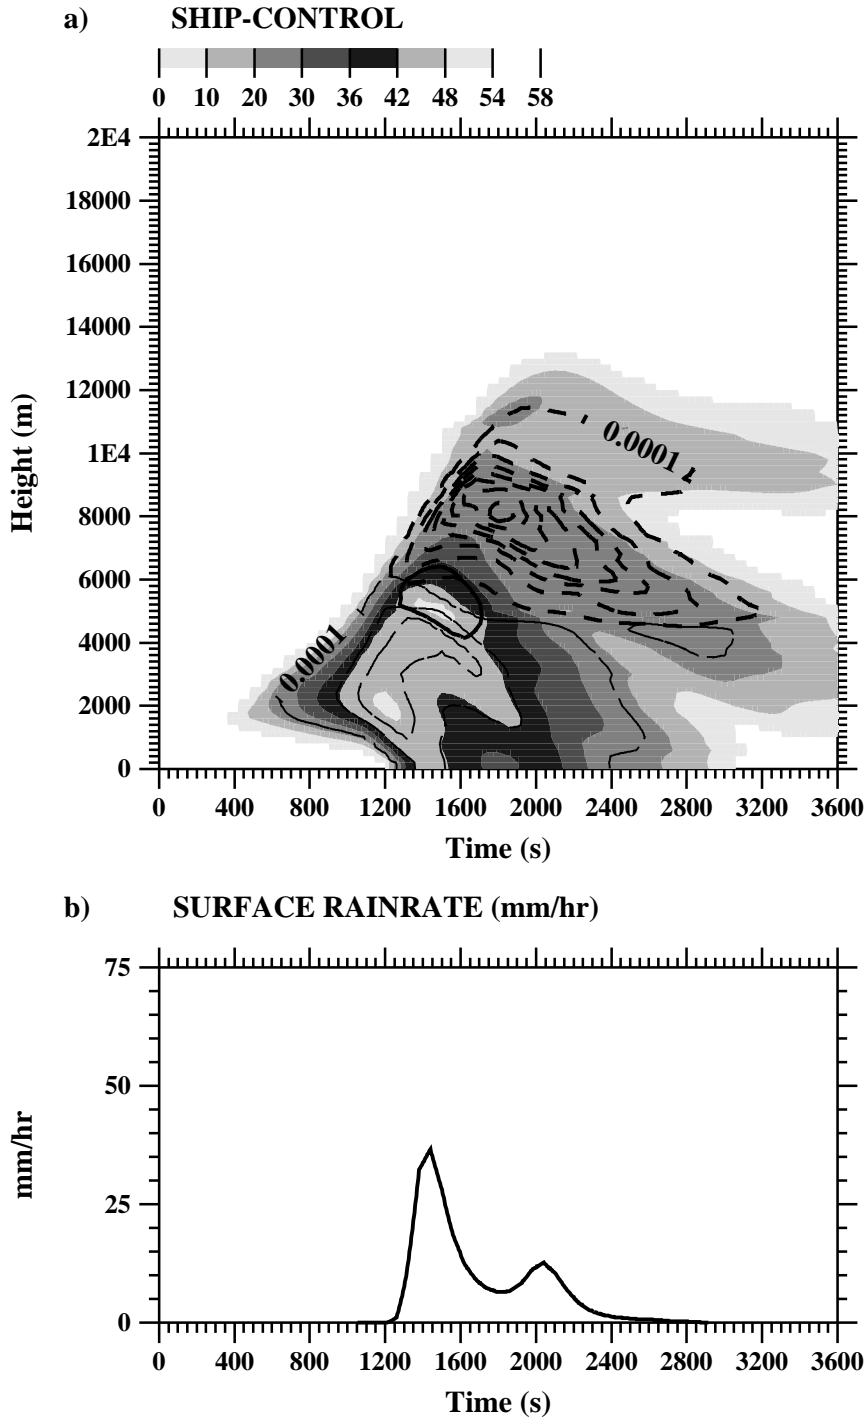 a) SHIP-CONTROL
0 10 20 30 36 42 48 54 58
2E4
18000
16000
14000
12000
1E4
8000
6000
4000
2000
0
Height (m)
0.0001
0.0001
0 400 800 1200 1600 2000 2400 2800 3200 3600
Time (s)
b) SURFACE RAINRATE (mm/hr)
75
50
25
0
mm/hr
0 400 800 1200 1600 2000 2400 2800 3200 3600
Time (s)